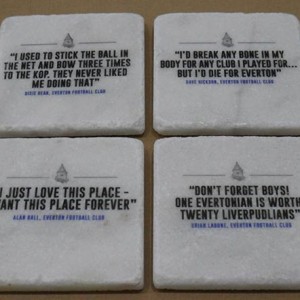 "I USED TO STICK THE BALL IN
THE NET AND BOW THREE TIMES
TO THE KOP. THEY NEVER LIKED
ME DOING THAT"
DIXIE DEAN, EVERTON FOOTBALL CLUB
"I'D BREAK ANY BONE IN MY
BODY FOR ANY CLUB I PLAYED FOR...
BUT I'D DIE FOR EVERTON"
DAVE HICKSON, EVERTON FOOTBALL CLUB
I JUST LOVE THIS PLACE -
ANT THIS PLACE FOREVER"
ALAN BALL, EVERTON FOOTBALL CLUB
"DON'T FORGET BOYS!
ONE EVERTONIAN IS WORTH
TWENTY LIVERPUDLIANS"
BRIAN LABONE, EVERTON FOOTBALL CLUB